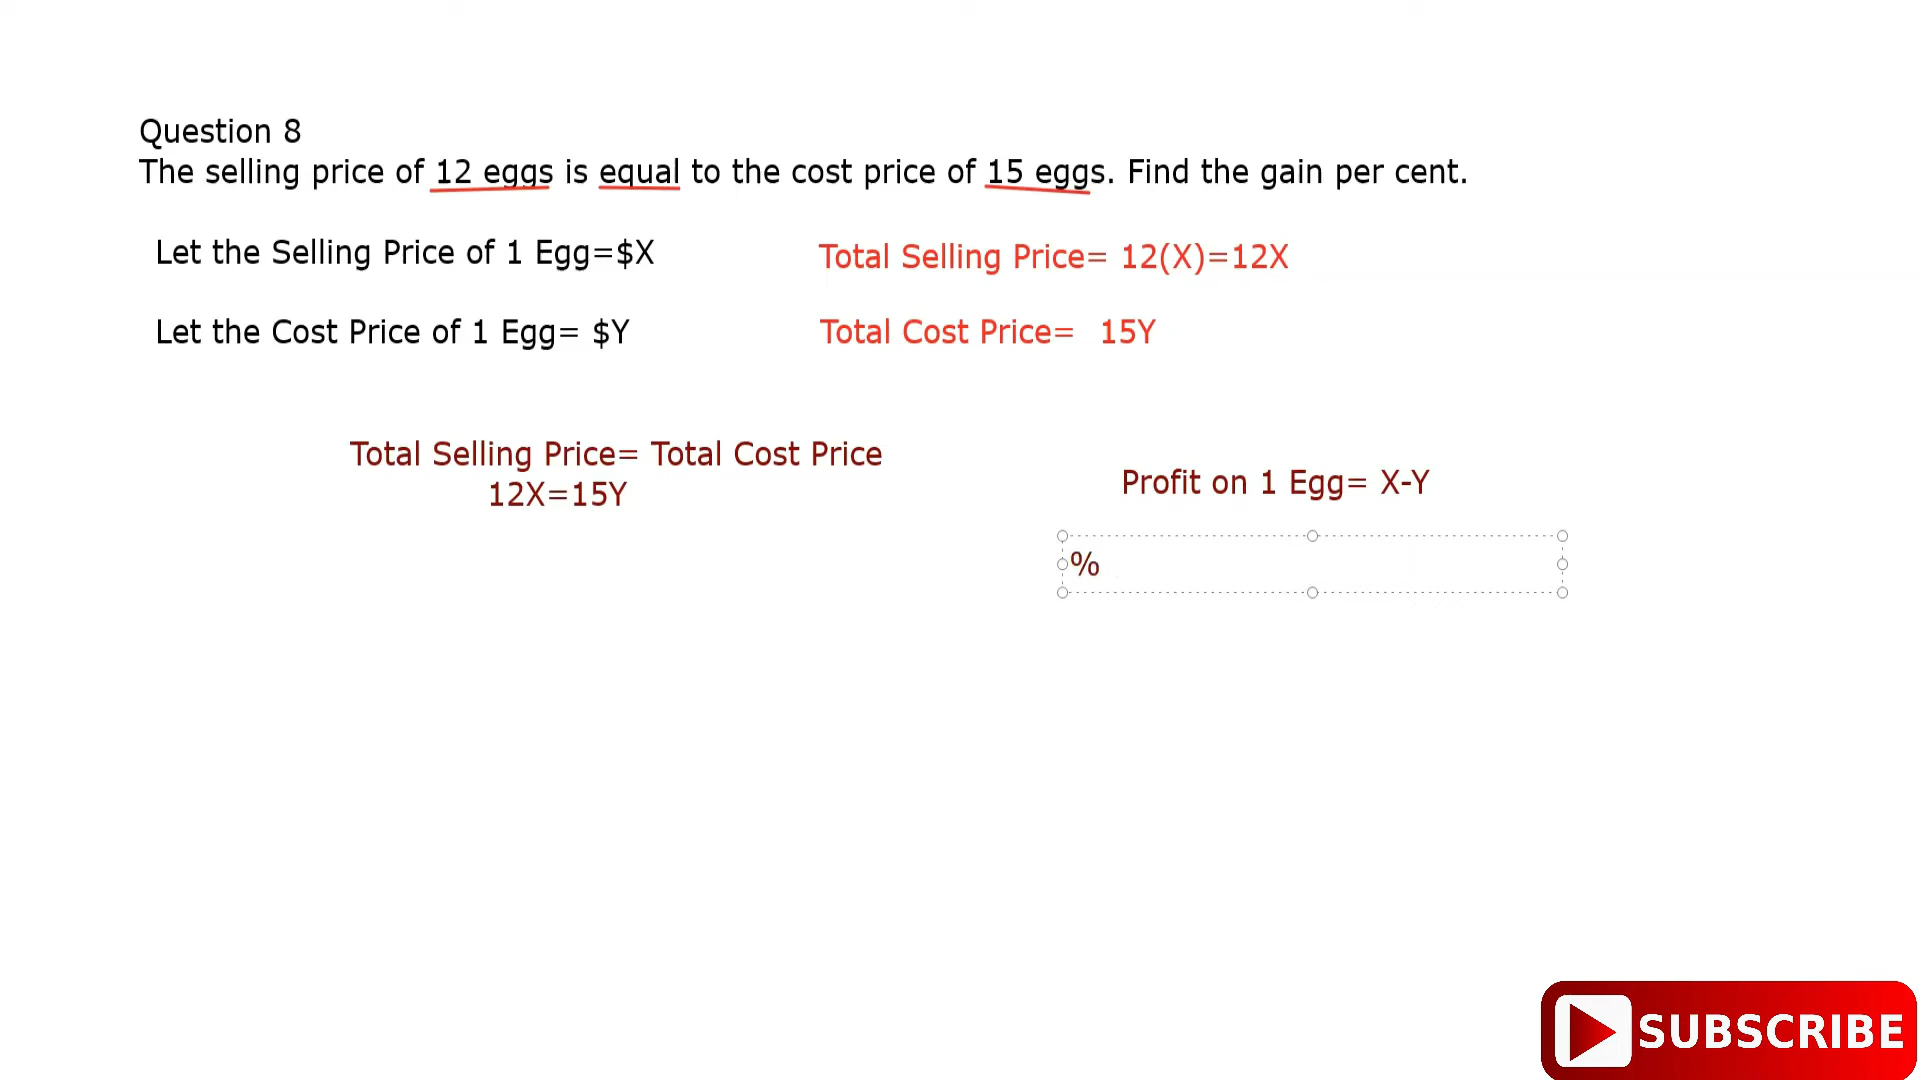 Question 8
The selling price of 12 eggs is equal to the cost price of 15 eggs. Find the gain per cent.
Let the Selling Price of 1 Egg=$X
Total Selling Price= 12(X)=12X
Let the Cost Price of 1 Egg= $Y
Total Cost Price= 15Y
Total Selling Price= Total Cost Price
12X=15Y
Profit on 1 Egg= X-Y
%
SUBSCRIBE